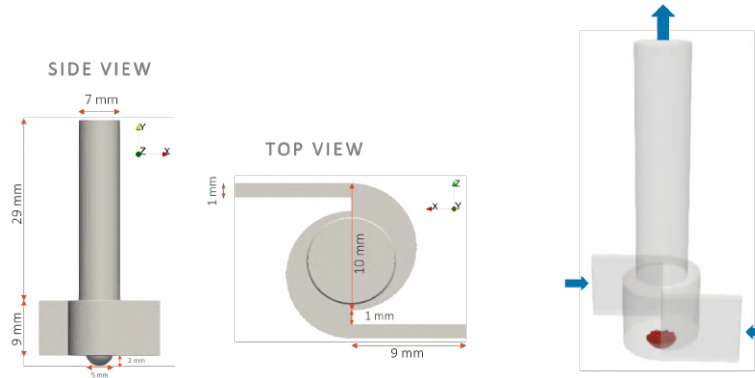 SIDE VIEW
7 mm
Y
Z
X
29 mm
9 mm
2 mm
5 mm
TOP VIEW
1 mm
Z
X
Y
10 mm
1 mm
9 mm